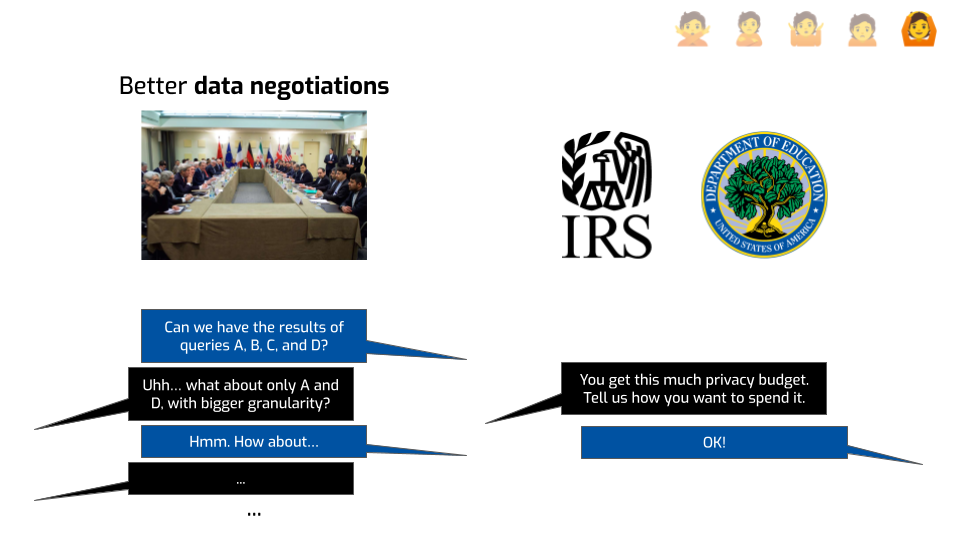 Better data negotiations
IRS
DEPARTMENT OF EDUCATION
UNITED STATES OF AMERICA
Can we have the results of
queries A, B, C, and D?
Uhh... what about only A and
D, with bigger granularity?
Hmm. How about...
...
...
You get this much privacy budget.
Tell us how you want to spend it.
OK!